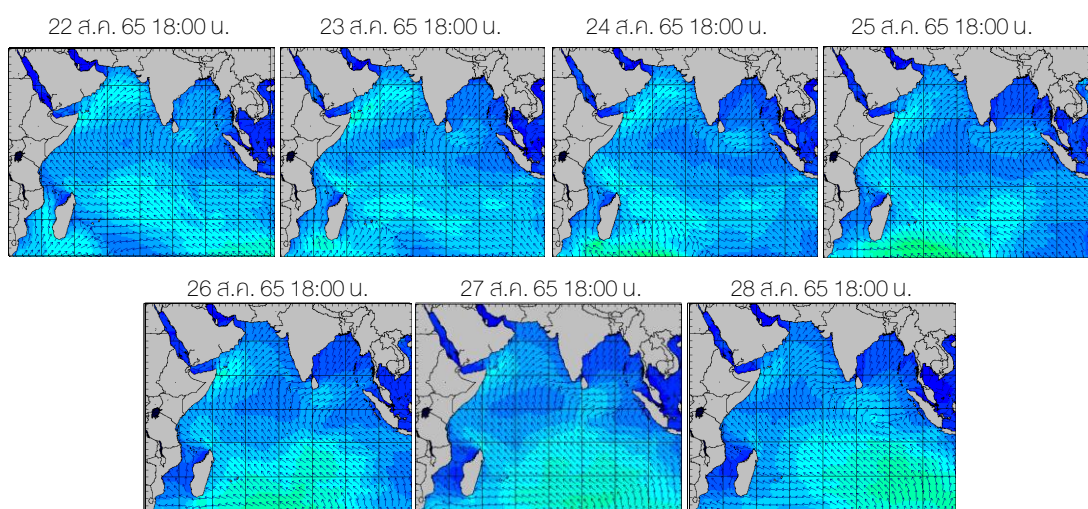 22 ส.ค. 65 18:00 น.
23 ส.ค. 65 18:00 น.
24 ส.ค. 65 18:00 น.
25 ส.ค. 65 18:00 น.
26 ส.ค. 65 18:00 น.
27 ส.ค. 65 18:00 น.
28 ส.ค. 65 18:00 น.